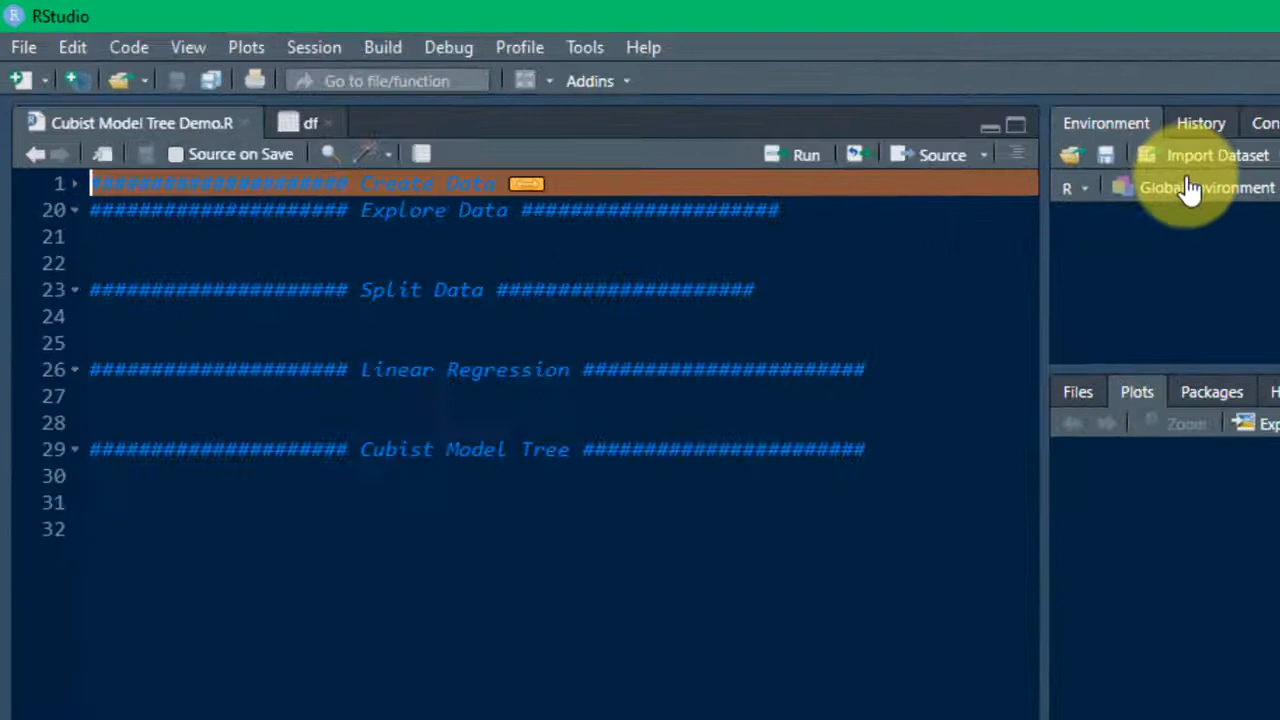 RStudio
File Edit Code View Plots Session Build Debug Profile Tools Help
Go to file/function Addins
Cubist Model Tree Demo.R df Environment History Con
Source on Save Run Source Import Dataset
R Global Environment
1 ##################### Create Data
20 ##################### Explore Data #####################
21
22
23 ##################### Split Data #####################
24
25
26 ##################### Linear Regression #######################
27
28
29 ##################### Cubist Model Tree #######################
30
31
32
Files Plots Packages H
Zoom Exp